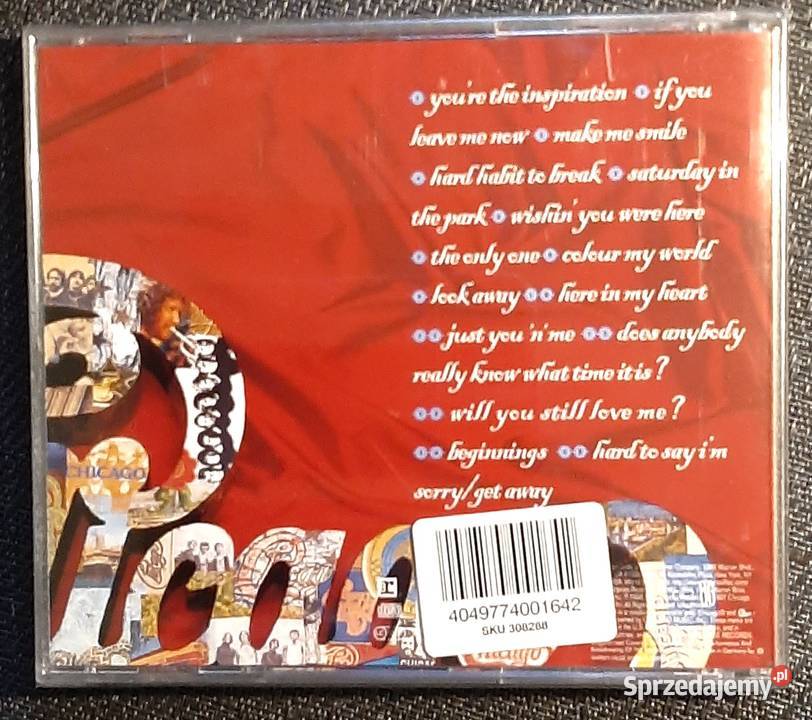 you're the inspiration if you
leave me now make me smile
hard habit to break saturday in
the park wishin' you were here
the only one colour my world
look away here in my heart
just you 'n' me does anybody
really know what time it is?
will you still love me?
beginnings hard to say i'm
sorry/get away
CHICAGO
4049774001642
SKU 308288
Sprzedajemy.pl